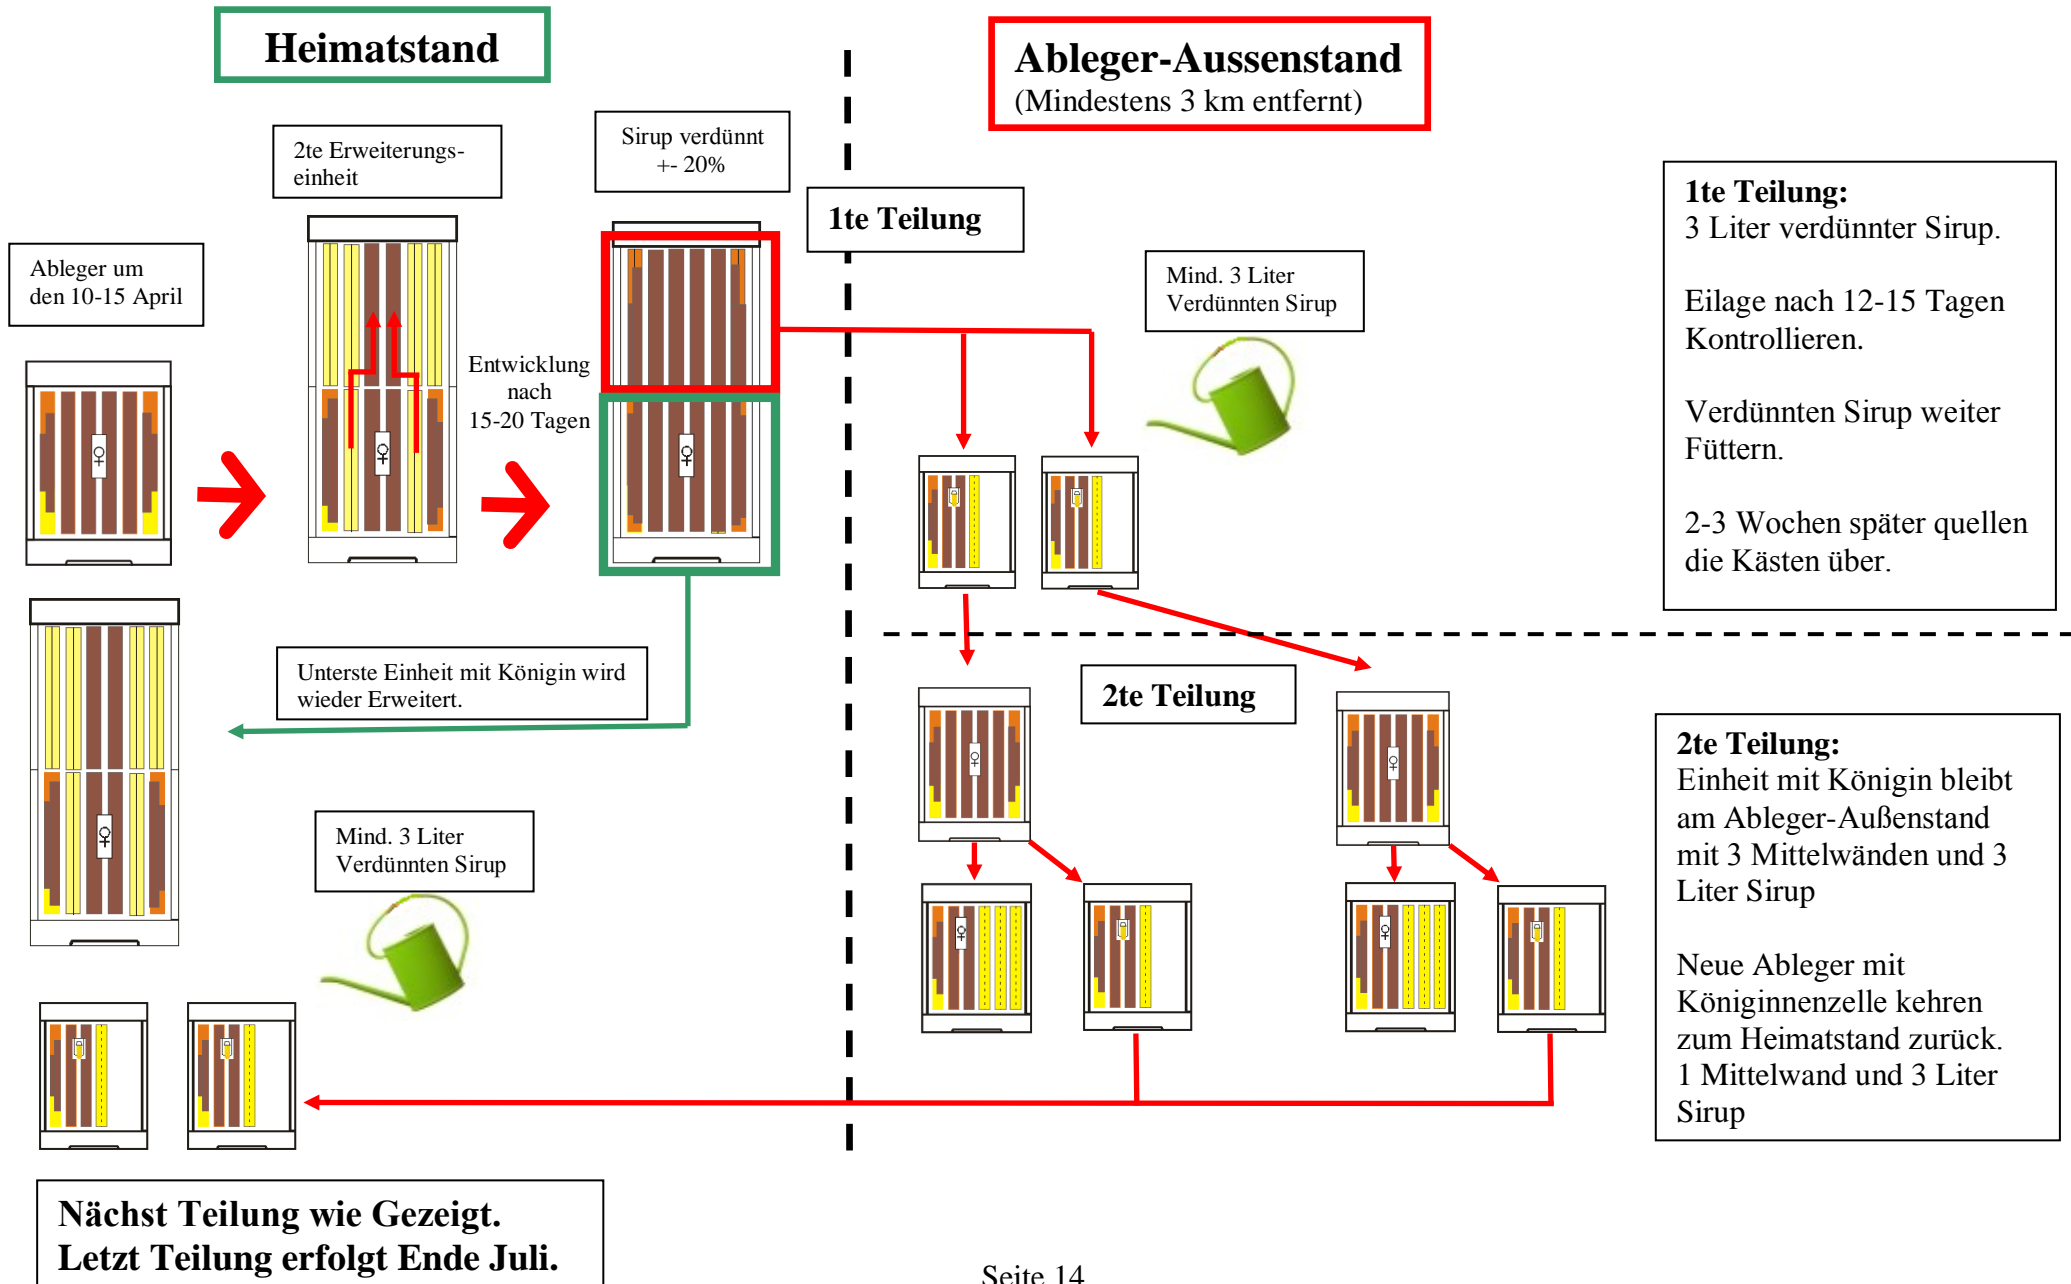 Heimatstand
Ableger-Aussenstand
(Mindestens 3 km entfernt)
2te Erweiterungs-
einheit
Sirup verdünnt
+- 20%
1te Teilung
Ableger um
den 10-15 April
Entwicklung
nach
15-20 Tagen
Mind. 3 Liter
Verdünnten Sirup
1te Teilung:
3 Liter verdünnter Sirup.
Eilage nach 12-15 Tagen
Kontrollieren.
Verdünnten Sirup weiter
Füttern.
2-3 Wochen später quellen
die Kästen über.
Unterste Einheit mit Königin wird
wieder Erweitert.
2te Teilung
Mind. 3 Liter
Verdünnten Sirup
2te Teilung:
Einheit mit Königin bleibt
am Ableger-Außenstand
mit 3 Mittelwänden und 3
Liter Sirup
Neue Ableger mit
Königinnenzelle kehren
zum Heimatstand zurück.
1 Mittelwand und 3 Liter
Sirup
Nächst Teilung wie Gezeigt.
Letzt Teilung erfolgt Ende Juli.
Seite 14